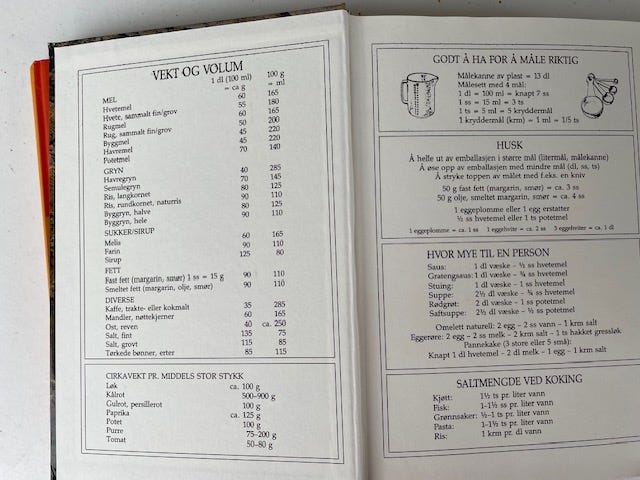 VEKT OG VOLUM
1 dl (100 ml) 100 g
= ca g = ml
MEL
Hvetemel 60 165
Hvete, sammalt fin/grov 55 180
Rugmel 60 165
Rug, sammalt fin/grov 50 200
Byggmel 45 220
Havremel 45 220
Potetmel 70 140
GRYN
Havregryn 40 285
Semulegryn 70 145
Ris, langkornet 80 125
Ris, rundkornet, naturris 90 110
Byggryn, halve 80 125
Byggryn, hele 90 110
SUKKER/SIRUP
Melis 60 165
Farin 90 110
Sirup 125 80
FETT
Fast fett (margarin, smør) 1 ss = 15 g 90 110
Smeltet fett (margarin, olje, smør) 90 110
DIVERSE
Kaffe, trakte- eller kokmalt 35 285
Mandler, nøttekjerner 60 165
Ost, reven 40 ca. 250
Salt, fint 135 75
Salt, grovt 115 85
Tørkede bønner, erter 85 115
CIRKAVEKT PR. MIDDELS STOR STYKK
Løk ca. 100 g
Kålrot 500–900 g
Gulrot, persillerot 100 g
Paprika ca. 125 g
Potet 100 g
Purre 75–200 g
Tomat 50–80 g
GODT Å HA FOR Å MÅLE RIKTIG
Målekanne av plast = 13 dl
Målesett med 4 mål:
1 dl = 100 ml = knapt 7 ss
1 ss = 15 ml = 3 ts
1 ts = 5 ml = 5 kryddermål
1 kryddermål (krm) = 1 ml = 1/5 ts
HUSK
Å helle ut av emballasjen i større mål (litermål, målekanne)
Å øse opp av emballasjen med mindre mål (dl, ss, ts)
Å stryke toppen av målet med f.eks. en kniv
50 g fast fett (margarin, smør) = ca. 3 ss
50 g olje, smeltet margarin, smør = ca. 4 ss
1 eggeplomme eller 1 egg erstatter
½ ss hvetemel eller 1 ts potetmel
1 eggeplomme = ca. 1 ss 1 eggehvite = ca. 2 ss 3 eggehviter = ca. 1 dl
HVOR MYE TIL EN PERSON
Saus: 1 dl væske – ½ ss hvetemel
Gratengsaus: 1 dl væske – ¾ ss hvetemel
Stuing: 1 dl væske – ¾ ss hvetemel
Suppe: 2½ dl væske – ¾ ss hvetemel
Rødgrøt: 2 dl væske – 1 ss potetmel
Saftsuppe: 2½ dl væske – ½ ss potetmel
Omelett naturell: 2 egg – 2 ss vann – 1 krm salt
Eggerøre: 2 egg – 2 ss melk – 2 krm salt – 1 ts hakket gressløk
Pannekake (3 store eller 5 små):
Knapt 1 dl hvetemel – 2 dl melk – 1 egg – 1 krm salt
SALTMENGDE VED KOKING
Kjøtt: 1½ ts pr. liter vann
Fisk: 1–1½ ss pr. liter vann
Grønnsaker: ½–1 ts pr. liter vann
Pasta: 1–1½ ts pr. liter vann
Ris: 1 krm pr. dl vann